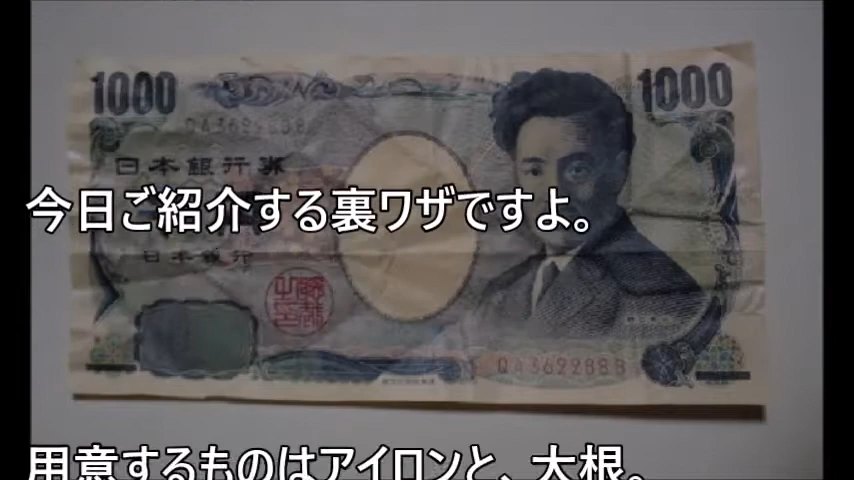 1000 1000
QA362288B
日本銀行券
今日ご紹介する裏ワザですよ。
日本銀行
QA362288B
用意するものはアイロンと、大根。